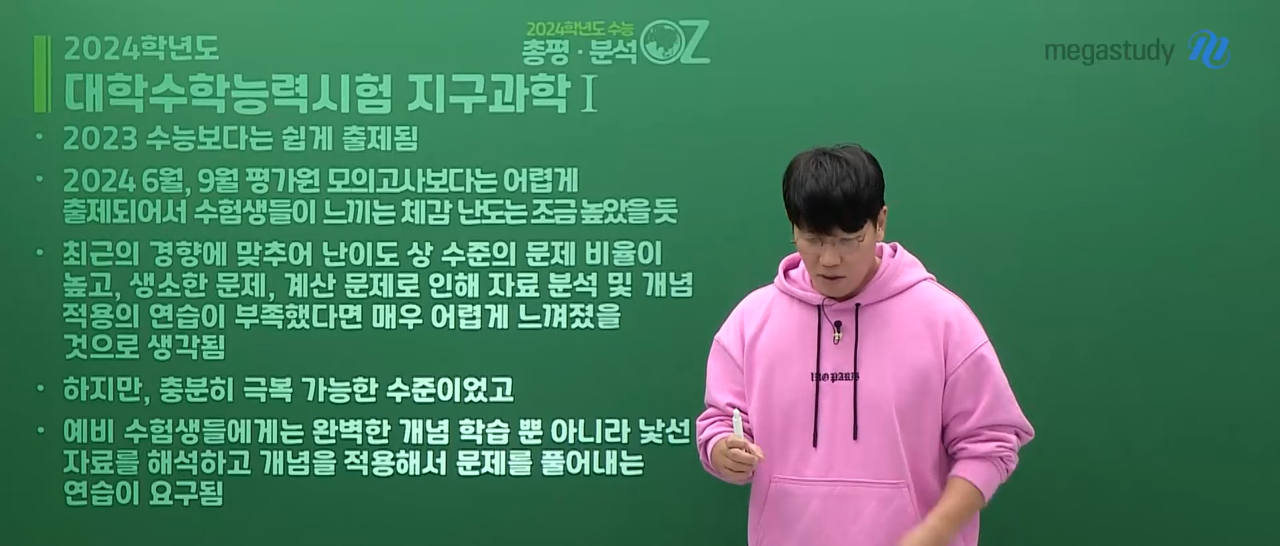 2024학년도 수능
총평·분석 OZ
megastudy
2024학년도
대학수학능력시험 지구과학 I
• 2023 수능보다는 쉽게 출제됨
• 2024 6월, 9월 평가원 모의고사보다는 어렵게
출제되어서 수험생들이 느끼는 체감 난도는 조금 높았을 듯
• 최근의 경향에 맞추어 난이도 상 수준의 문제 비율이
높고, 생소한 문제, 계산 문제로 인해 자료 분석 및 개념
적용의 연습이 부족했다면 매우 어렵게 느껴졌을
것으로 생각됨
• 하지만, 충분히 극복 가능한 수준이었고
• 예비 수험생들에게는 완벽한 개념 학습 뿐 아니라 낯선
자료를 해석하고 개념을 적용해서 문제를 풀어내는
연습이 요구됨